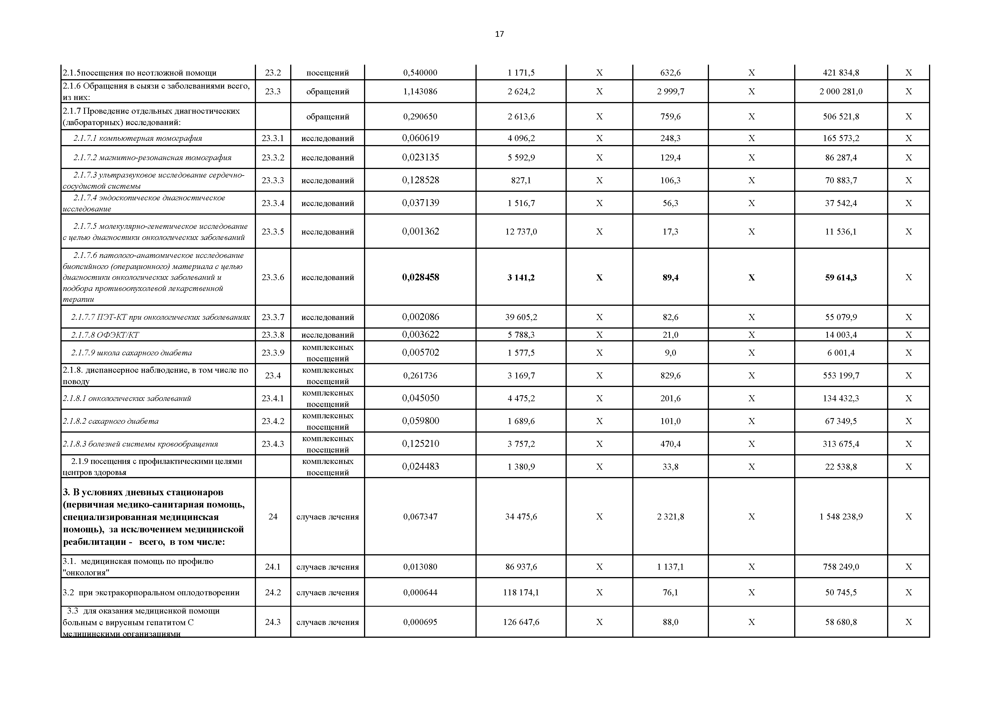 17
2.1.5посещения по неотложной помощи 23.2 посещений 0,540000 1 171,5 X 632,6 X 421 834,8 X
2.1.6 Обращения в сыязи с заболеваниями всего,
из них: 23.3 обращений 1,143086 2 624,2 X 2 999,7 X 2 000 281,0 X
2.1.7 Проведение отдельных диагностических
(лабораторных) исследований: обращений 0,290650 2 613,6 X 759,6 X 506 521,8 X
2.1.7.1 компьютерная томография 23.3.1 исследований 0,060619 4 096,2 X 248,3 X 165 573,2 X
2.1.7.2 магнитно-резонансная томография 23.3.2 исследований 0,023135 5 592,9 X 129,4 X 86 287,4 X
2.1.7.3 ультразвуковое исследование сердечно-
сосудистой системы 23.3.3 исследований 0,128528 827,1 X 106,3 X 70 883,7 X
2.1.7.4 эндоскопическое диагностическое
исследование 23.3.4 исследований 0,037139 1 516,7 X 56,3 X 37 542,4 X
2.1.7.5 молекулярно-генетическое исследование
с целью диагностики онкологических заболеваний 23.3.5 исследований 0,001362 12 737,0 X 17,3 X 11 536,1 X
2.1.7.6 патолого-анатомическое исследование
биопсийного (операционного) материала с целью
диагностики онкологических заболеваний и 23.3.6 исследований 0,028458 3 141,2 X 89,4 X 59 614,3 X
подбора противоопухолевой лекарственной
терапии
2.1.7.7 ПЭТ-КТ при онкологических заболеваниях 23.3.7 исследований 0,002086 39 605,2 X 82,6 X 55 079,9 X
2.1.7.8 ОФЭКТ/КТ 23.3.8 исследований 0,003622 5 788,3 X 21,0 X 14 003,4 X
2.1.7.9 школа сахарного диабета 23.3.9 комплексных
посещений 0,005702 1 577,5 X 9,0 X 6 001,4 X
2.1.8. диспансерное наблюдение, в том числе по
поводу 23.4 комплексных
посещений 0,261736 3 169,7 X 829,6 X 553 199,7 X
2.1.8.1 онкологических заболеваний 23.4.1 комплексных
посещений 0,045050 4 475,2 X 201,6 X 134 432,3 X
2.1.8.2 сахарного диабета 23.4.2 комплексных
посещений 0,059800 1 689,6 X 101,0 X 67 349,5 X
2.1.8.3 болезней системы кровообращения 23.4.3 комплексных
посещений 0,125210 3 757,2 X 470,4 X 313 675,4 X
2.1.9 посещения с профилактическими целями
центров здоровья комплексных
посещений 0,024483 1 380,9 X 33,8 X 22 538,8 X
3. В условиях дневных стационаров
(первичная медико-санитарная помощь,
специализированная медицинская 24 случаев лечения 0,067347 34 475,6 X 2 321,8 X 1 548 238,9 X
помощь), за исключением медицинской
реабилитации - всего, в том числе:
3.1. медицинская помощь по профилю
"онкология" 24.1 случаев лечения 0,013080 86 937,6 X 1 137,1 X 758 249,0 X
3.2 при экстракорпоральном оплодотворении 24.2 случаев лечения 0,000644 118 174,1 X 76,1 X 50 745,5 X
3.3 для оказания медициснкой помощи
больным с вирусным гепатитом С 24.3 случаев лечения 0,000695 126 647,6 X 88,0 X 58 680,8 X
медицинскими организациями